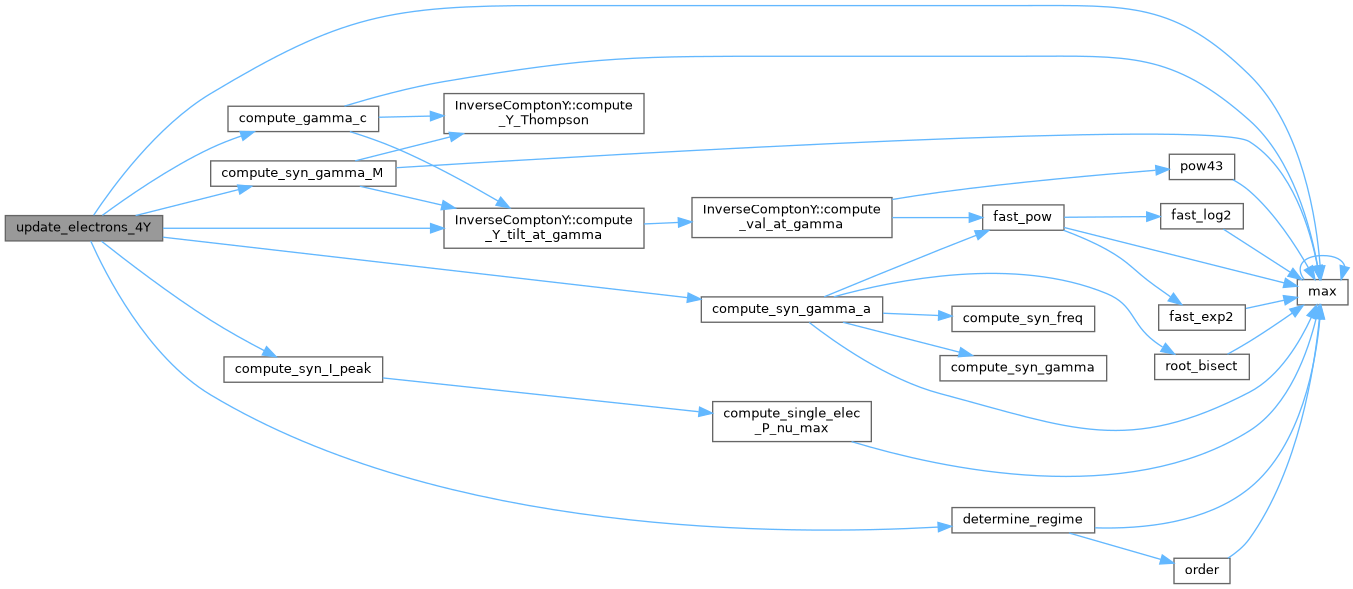 update_electrons_4Y
compute_gamma_c
compute_syn_gamma_M
InverseComptonY::compute
_Y_Thompson
InverseComptonY::compute
_Y_tilt_at_gamma
InverseComptonY::compute
_val_at_gamma
pow43
fast_pow
fast_log2
max
compute_syn_gamma_a
compute_syn_freq
fast_exp2
compute_syn_gamma
root_bisect
compute_syn_I_peak
compute_single_elec
_P_nu_max
determine_regime
order